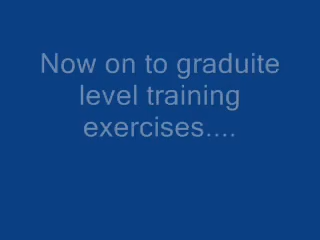 Now on to graduite
level training
exercises....